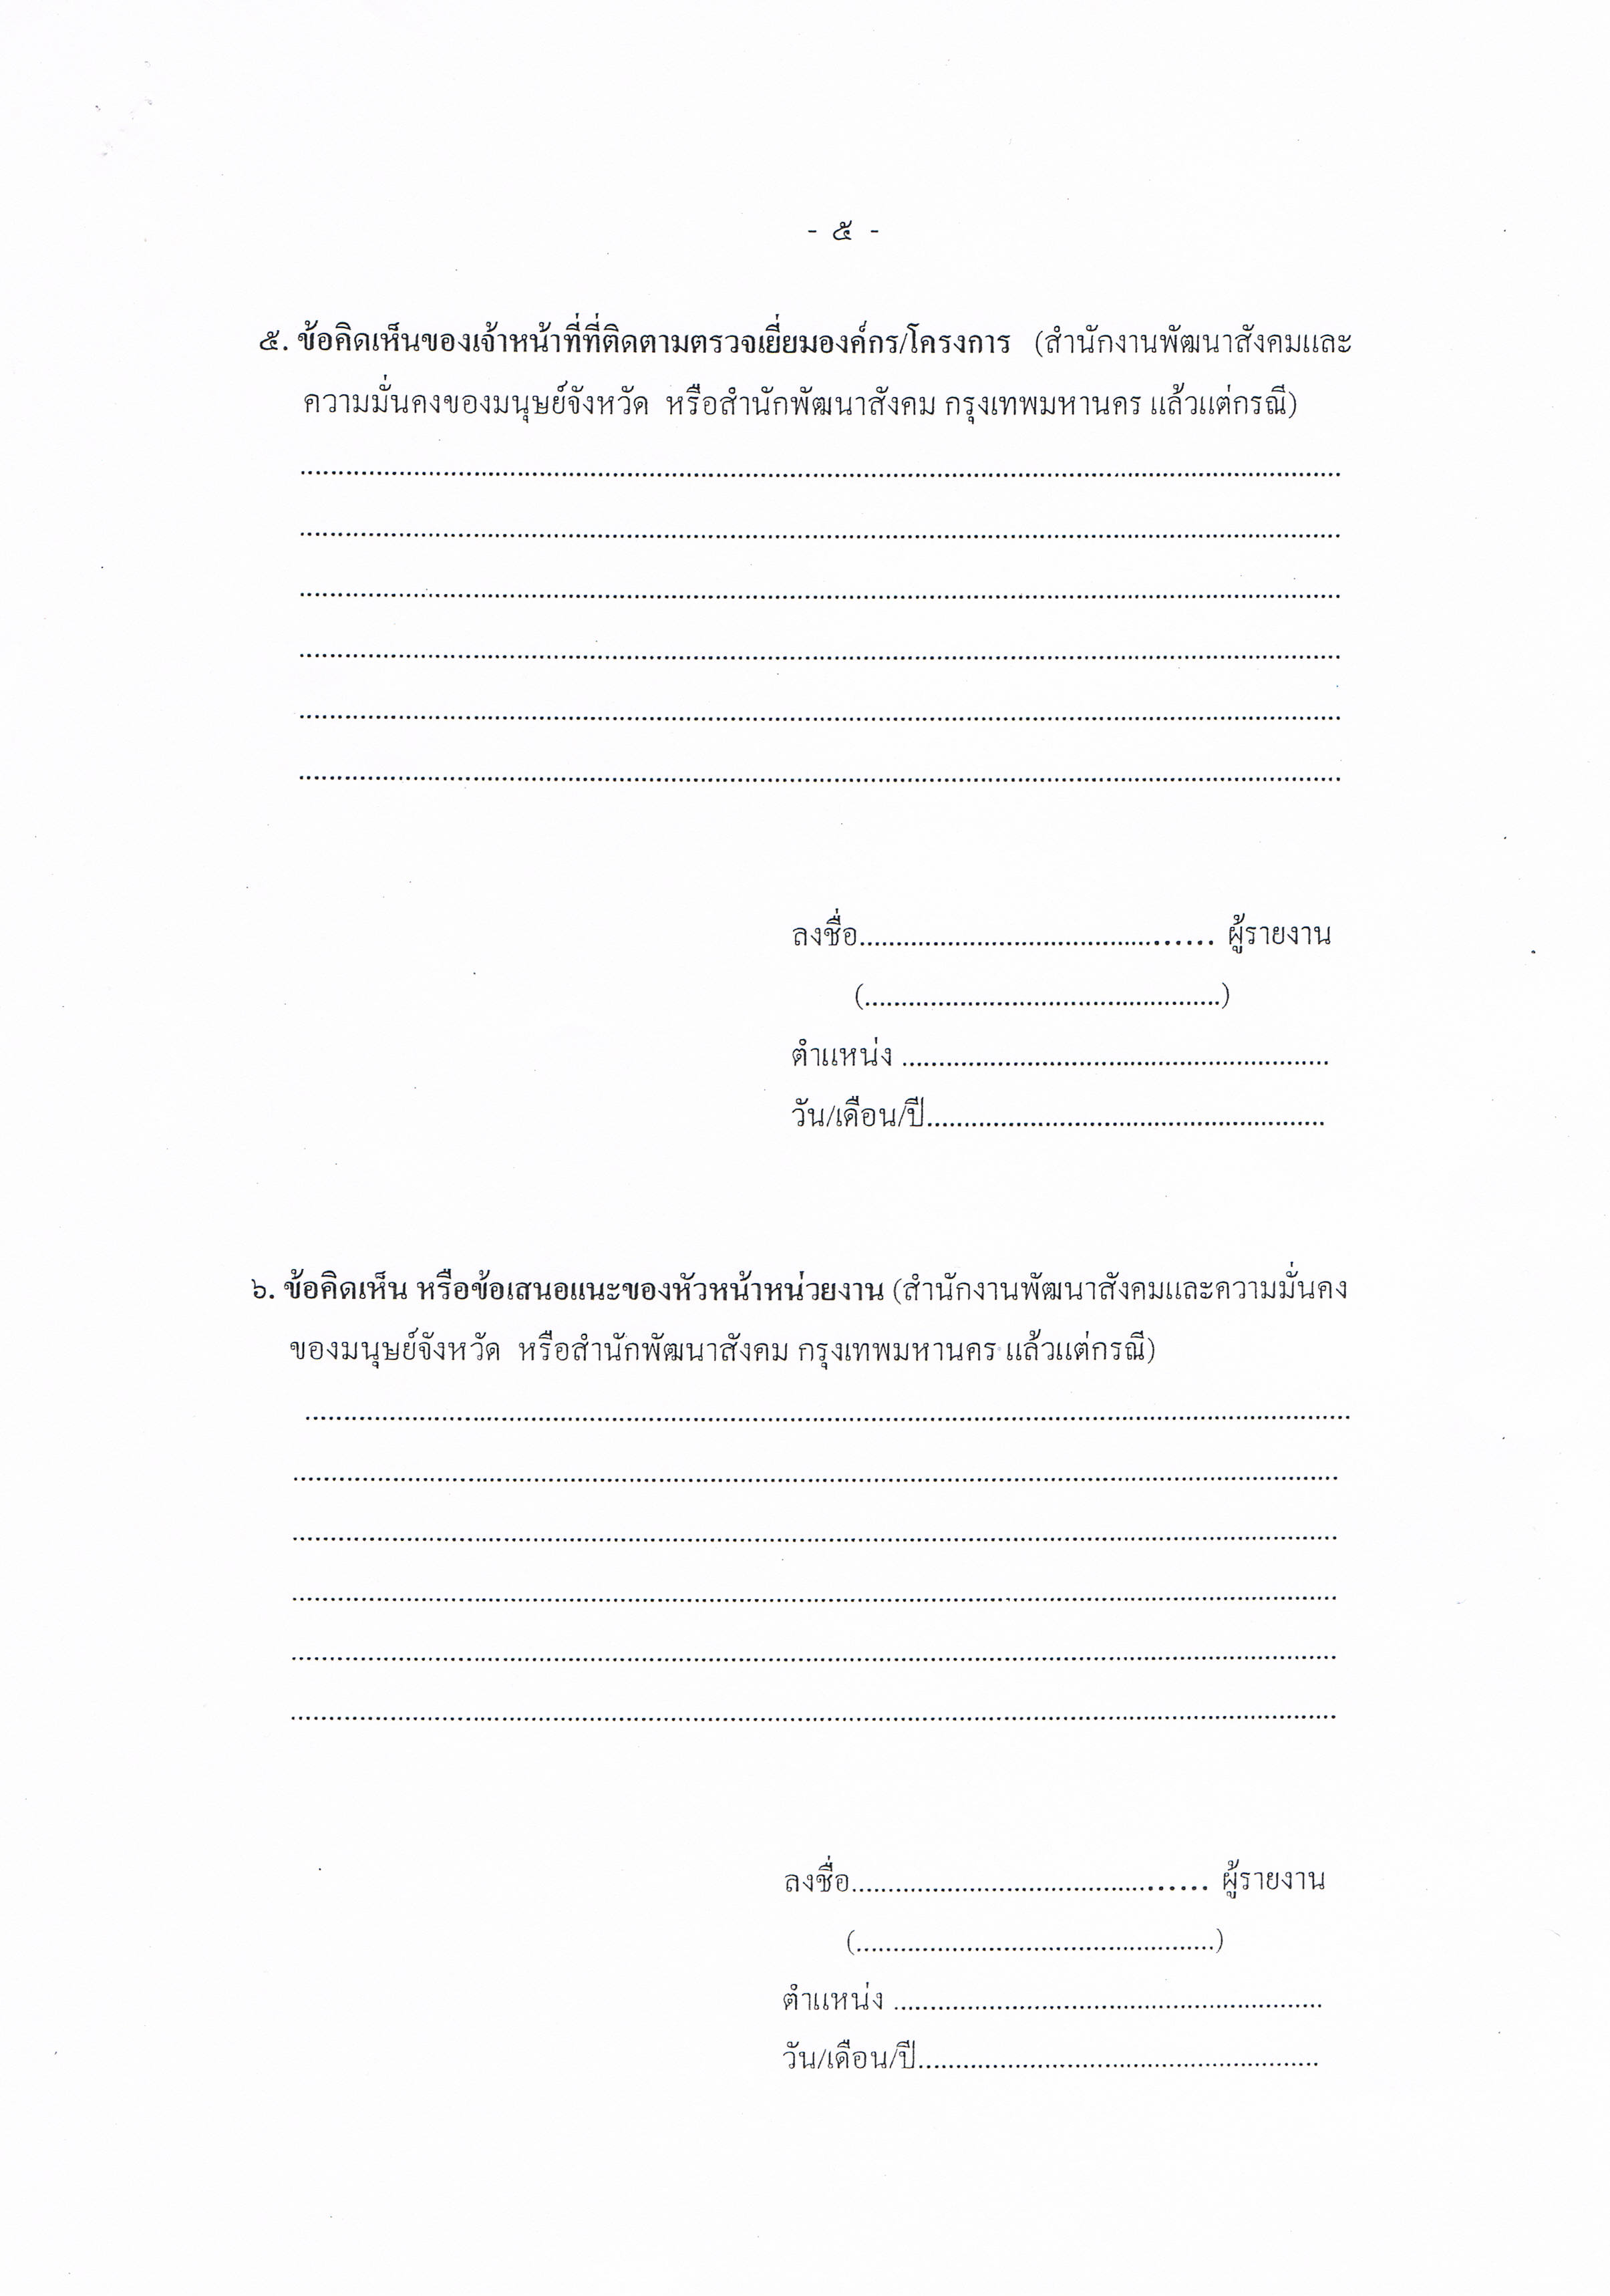 - ๕ -
๕. ข้อคิดเห็นของเจ้าหน้าที่ที่ติดตามตรวจเยี่ยมองค์กร/โครงการ (สำนักงานพัฒนาสังคมและ
ความมั่นคงของมนุษย์จังหวัด หรือสำนักพัฒนาสังคม กรุงเทพมหานคร แล้วแต่กรณี)
................................................................................
................................................................................
................................................................................
................................................................................
................................................................................
................................................................................
ลงชื่อ................................................ ผู้รายงาน
(................................................)
ตำแหน่ง ..........................................................
วัน/เดือน/ปี......................................................
๖. ข้อคิดเห็น หรือข้อเสนอแนะของหัวหน้าหน่วยงาน (สำนักงานพัฒนาสังคมและความมั่นคง
ของมนุษย์จังหวัด หรือสำนักพัฒนาสังคม กรุงเทพมหานคร แล้วแต่กรณี)
................................................................................
................................................................................
................................................................................
................................................................................
................................................................................
................................................................................
ลงชื่อ................................................ ผู้รายงาน
(................................................)
ตำแหน่ง ..........................................................
วัน/เดือน/ปี......................................................